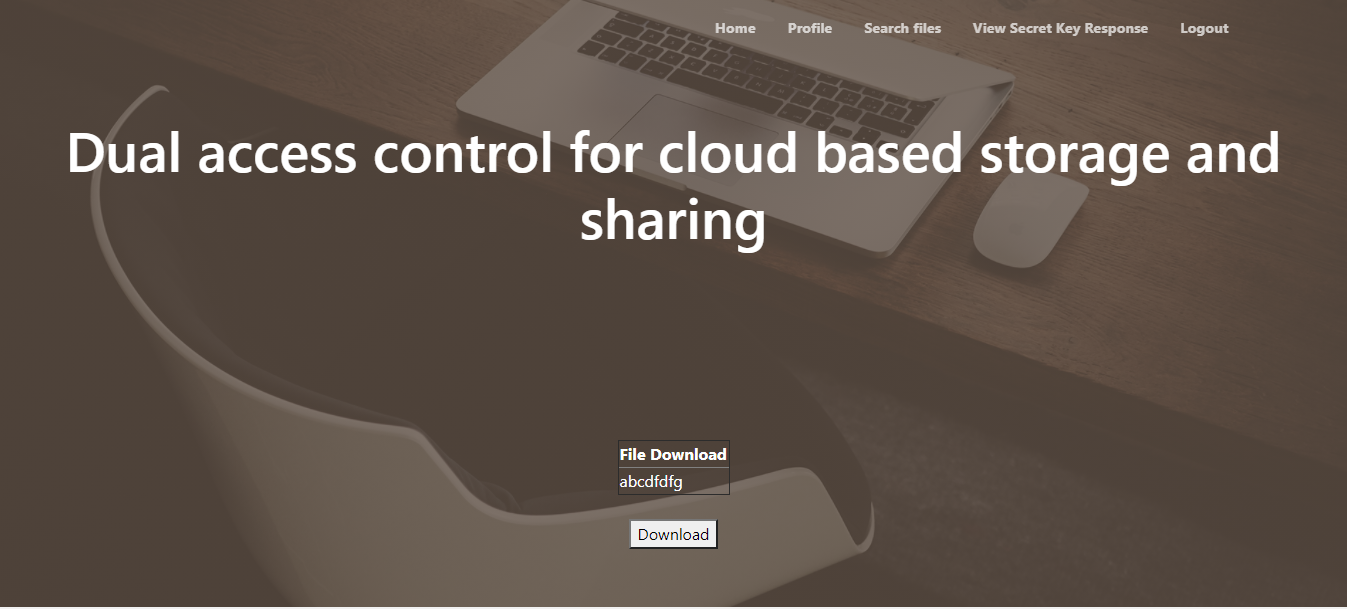 Home Profile Search files View Secret Key Response Logout
Dual access control for cloud based storage and
sharing
File Download
abcdfdfg
Download